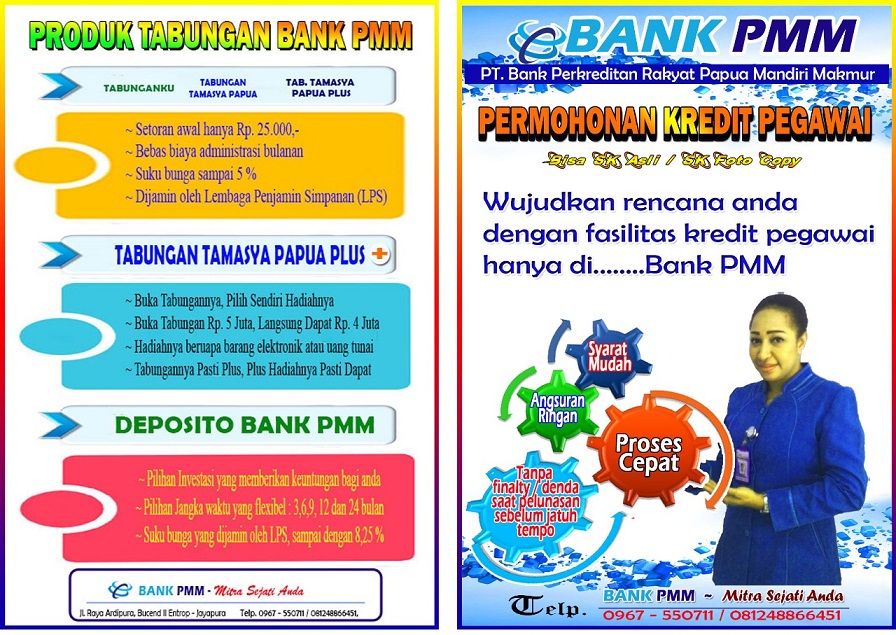 PRODUK TABUNGAN BANK PMM
TABUNGANKU
TABUNGAN
TAMASYA PAPUA
TAB. TAMASYA
PAPUA PLUS
~ Setoran awal hanya Rp. 25.000,-
~ Bebas biaya administrasi bulanan
~ Suku bunga sampai 5 %
~ Dijamin oleh Lembaga Penjamin Simpanan (LPS)
TABUNGAN TAMASYA PAPUA PLUS +
~ Buka Tabungannya, Pilih Sendiri Hadiahnya
~ Buka Tabungan Rp. 5 Juta, Langsung Dapat Rp. 4 Juta
~ Hadiahnya beruapa barang elektronik atau uang tunai
~ Tabungannya Pasti Plus, Plus Hadiahnya Pasti Dapat
DEPOSITO BANK PMM
~ Pilihan Investasi yang memberikan keuntungan bagi anda
~ Pilihan Jangka waktu yang flexibel : 3,6,9, 12 dan 24 bulan
~ Suku bunga yang dijamin oleh LPS, sampai dengan 8,25 %
BANK PMM - Mitra Sejati Anda
Jl. Raya Ardipura, Bucend II Entrop - Jayapura Telp. 0967 - 550711 / 081248866451,
BANK PMM
PT. Bank Perkreditan Rakyat Papua Mandiri Makmur
PERMOHONAN KREDIT PEGAWAI
Bisa SK Asli / SK Foto Copy
Wujudkan rencana anda
dengan fasilitas kredit pegawai
hanya di........Bank PMM
Syarat
Mudah
Angsuran
Ringan
Proses
Cepat
Tanpa
finalty / denda
saat pelunasan
sebelum jatuh
tempo
BANK PMM ~ Mitra Sejati Anda
Telp. 0967 - 550711 / 081248866451